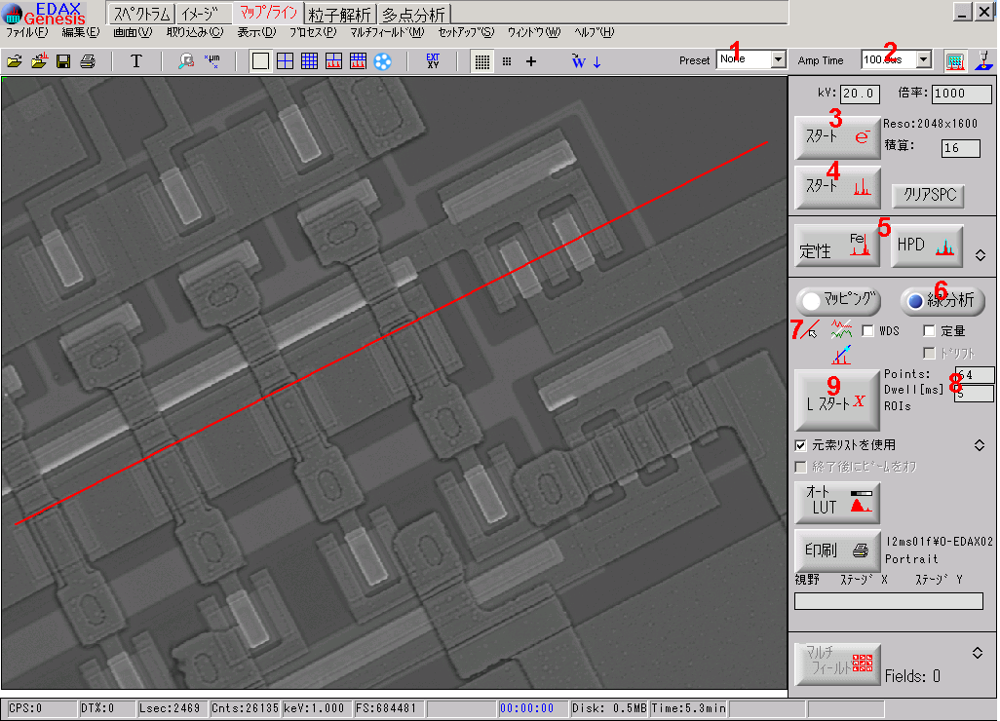 EDAX Genesis
スペクトラム イメージ マップ/ライン 粒子解析 多点分析
ファイル(F) 編集(E) 画面(V) 取り込み(C) 表示(D) プロセス(P) マルチフィールド(M) セットアップ(S) ウィンドウ(W) ヘルプ(H)
T µm EXT XY W Preset None 1 Amp Time 100.0us 2
kV: 20.0 倍率: 1000
3
スタート e⁻ Reso:2048x1600
積算: 16
4
スタート クリアSPC
5
定性 Fe HPD
6
マッピング 線分析
7 WDS 定量
ドリフト
Points: 64
9 Dwell[ms] 5 8
L スタート X ROIs
元素リストを使用
終了後にビームをオフ
オート LUT
印刷 I2ms01f¥O-EDAX02
Portrait
視野 ステージ X ステージ Y
マルチ フィールド Fields: 0
CPS:0 DT%:0 Lsec:2469 Cnts:26135 keV:1.000 FS:684481 00:00:00 Disk: 0.5MB Time:5.3min